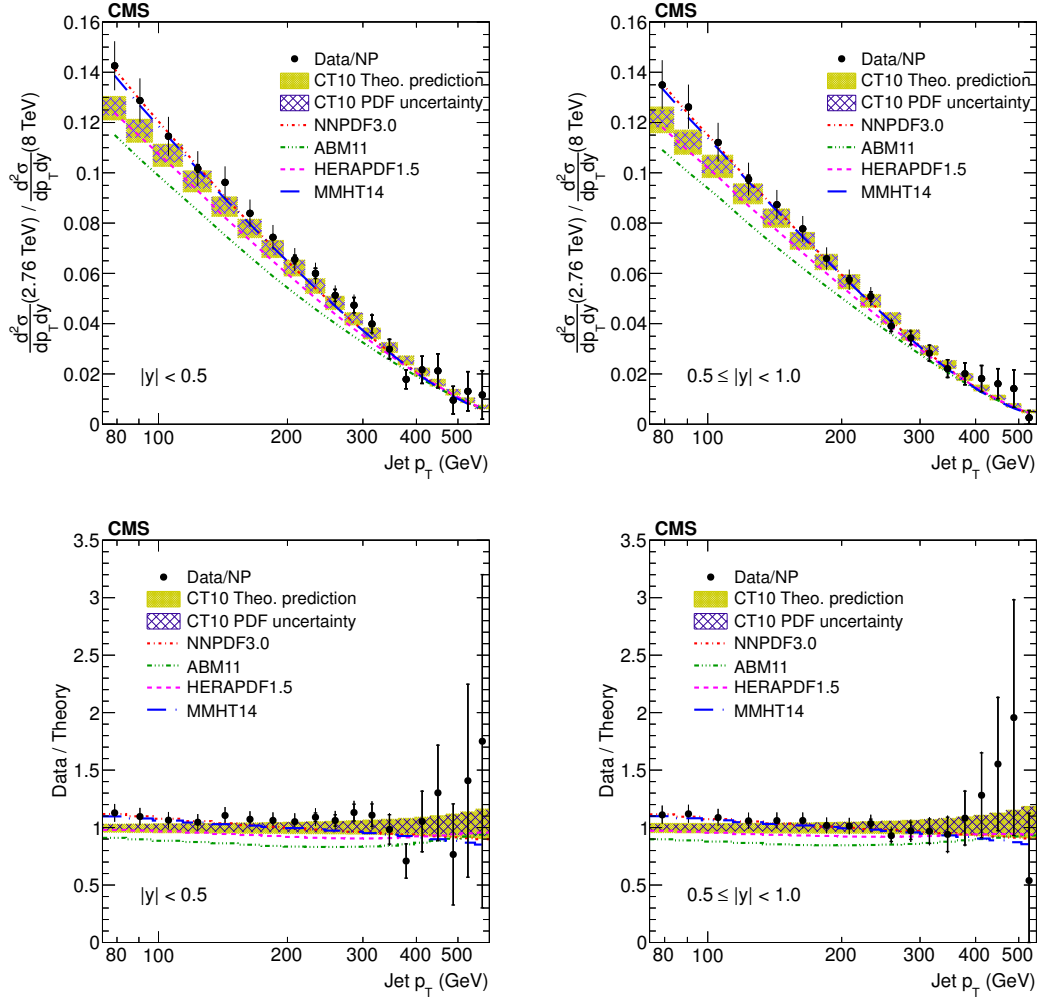 CMS
0.16
0.14
0.12
0.1
0.08
0.06
0.04
0.02
0
d²σ/dp_T dy (2.76 TeV) / d²σ/dp_T dy (8 TeV)
Data/NP
CT10 Theo. prediction
CT10 PDF uncertainty
NNPDF3.0
ABM11
HERAPDF1.5
MMHT14
|y| < 0.5
80 100 200 300 400 500
Jet p_T (GeV)
CMS
0.16
0.14
0.12
0.1
0.08
0.06
0.04
0.02
0
d²σ/dp_T dy (2.76 TeV) / d²σ/dp_T dy (8 TeV)
Data/NP
CT10 Theo. prediction
CT10 PDF uncertainty
NNPDF3.0
ABM11
HERAPDF1.5
MMHT14
0.5 ≤ |y| < 1.0
80 100 200 300 400 500
Jet p_T (GeV)
CMS
3.5
3
2.5
2
1.5
1
0.5
0
Data / Theory
Data/NP
CT10 Theo. prediction
CT10 PDF uncertainty
NNPDF3.0
ABM11
HERAPDF1.5
MMHT14
|y| < 0.5
80 100 200 300 400 500
Jet p_T (GeV)
CMS
3.5
3
2.5
2
1.5
1
0.5
0
Data / Theory
Data/NP
CT10 Theo. prediction
CT10 PDF uncertainty
NNPDF3.0
ABM11
HERAPDF1.5
MMHT14
0.5 ≤ |y| < 1.0
80 100 200 300 400 500
Jet p_T (GeV)